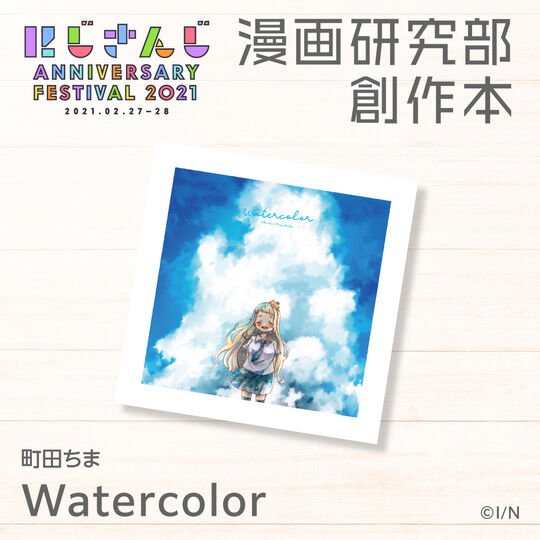 にじさんじ
ANNIVERSARY
FESTIVAL 2021
2021.02.27-28
漫画研究部
創作本
Watercolor
町田ちま
Watercolor
©I/N